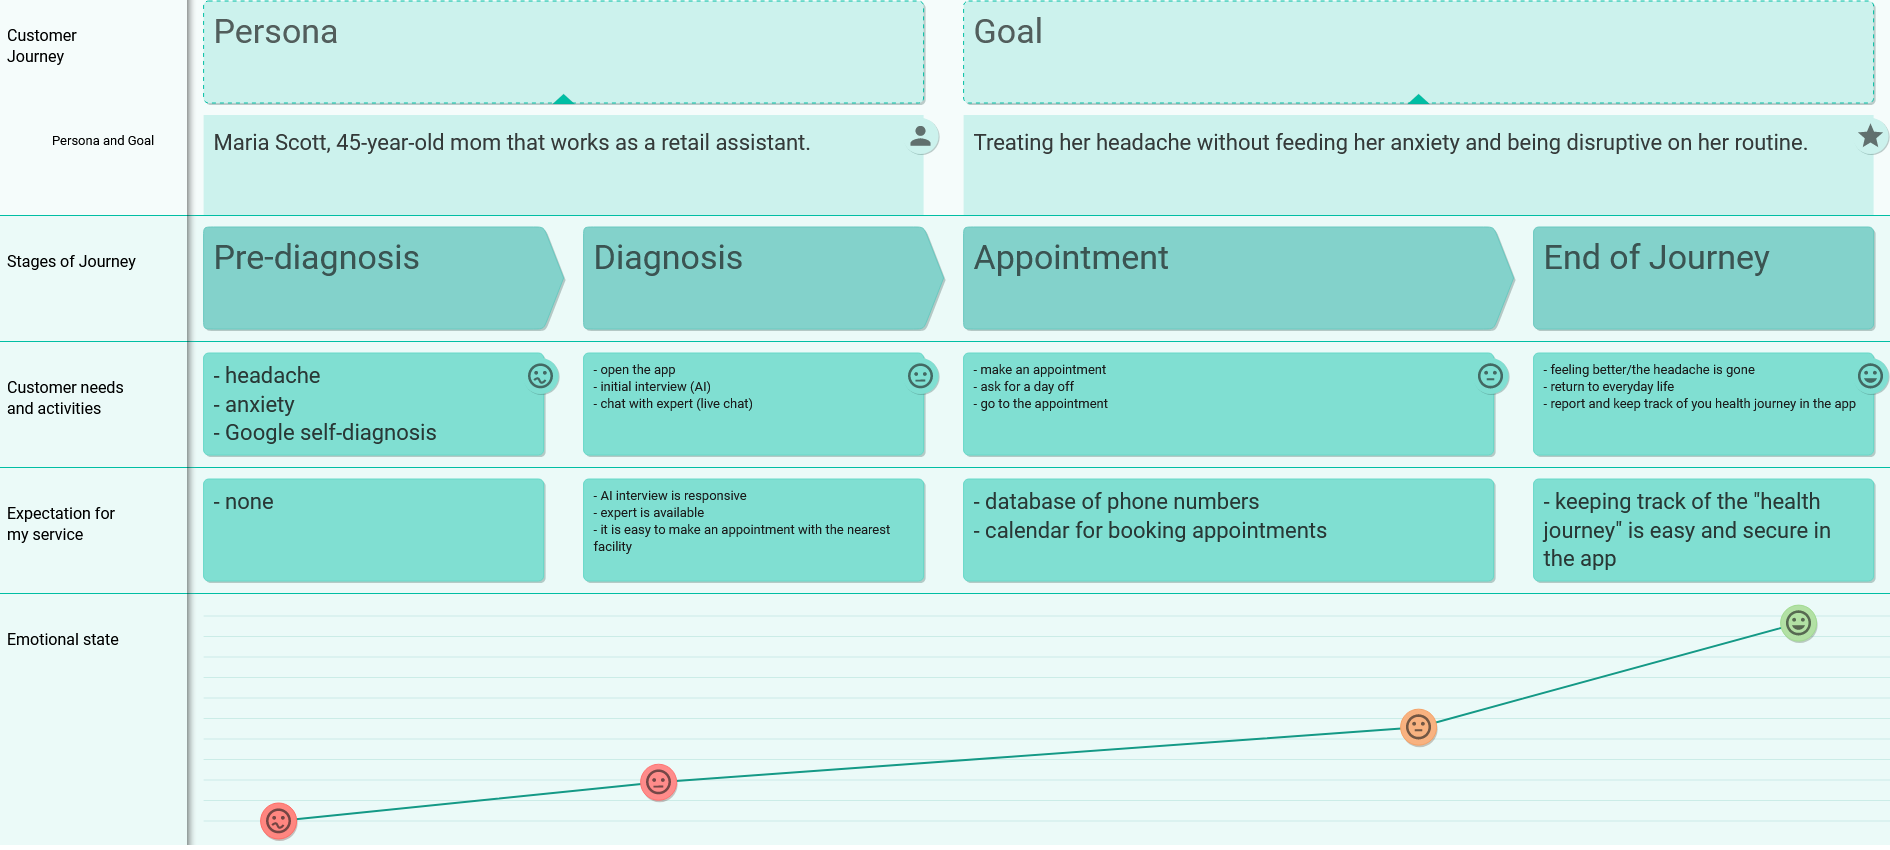 Customer
Journey
Persona
Goal
Persona and Goal
Maria Scott, 45-year-old mom that works as a retail assistant.
Treating her headache without feeding her anxiety and being disruptive on her routine.
Stages of Journey
Pre-diagnosis
Diagnosis
Appointment
End of Journey
Customer needs
and activities
- headache
- anxiety
- Google self-diagnosis
- open the app
- initial interview (AI)
- chat with expert (live chat)
- make an appointment
- ask for a day off
- go to the appointment
- feeling better/the headache is gone
- return to everyday life
- report and keep track of you health journey in the app
Expectation for
my service
- none
- AI interview is responsive
- expert is available
- it is easy to make an appointment with the nearest
facility
- database of phone numbers
- calendar for booking appointments
- keeping track of the "health
journey" is easy and secure in
the app
Emotional state